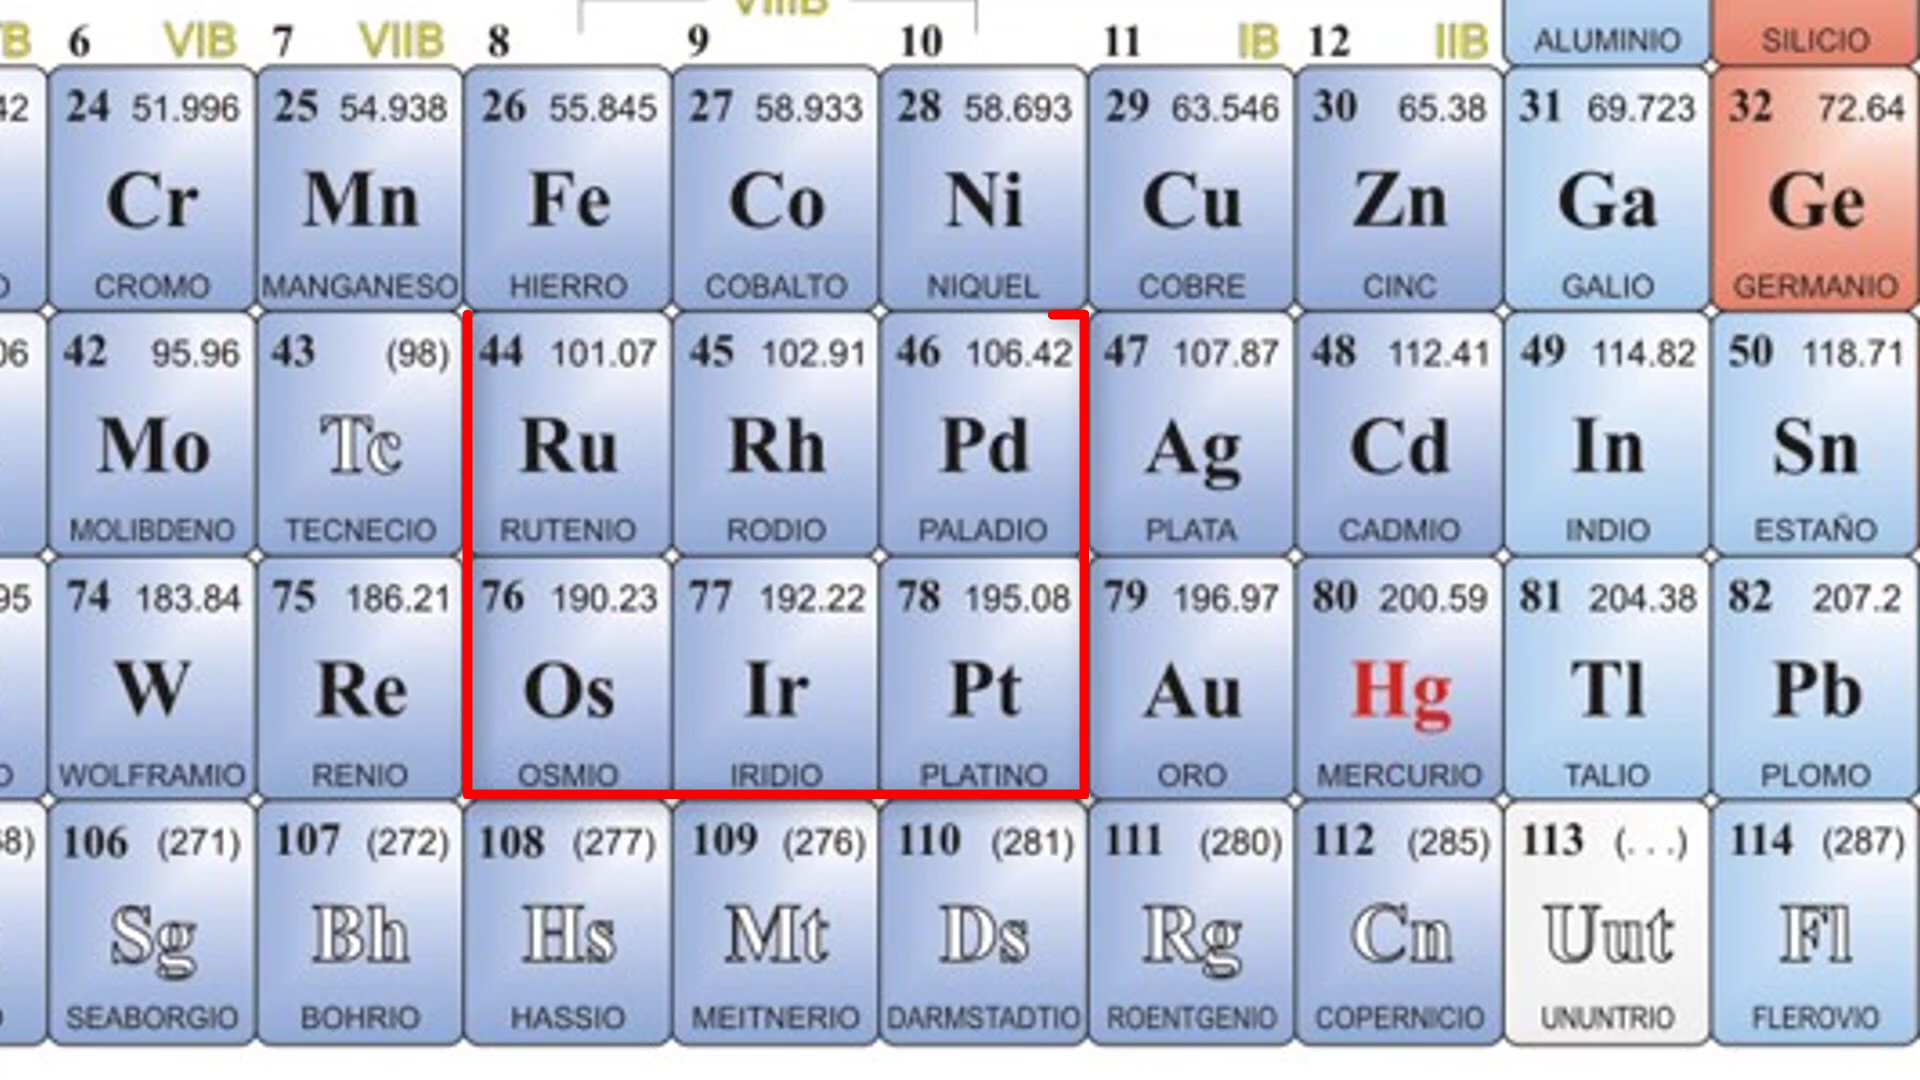 VIIIB
B 6 VIB 7 VIIB 8 9 10 11 IB 12 IIB ALUMINIO SILICIO
42 24 51.996 25 54.938 26 55.845 27 58.933 28 58.693 29 63.546 30 65.38 31 69.723 32 72.64
Cr Mn Fe Co Ni Cu Zn Ga Ge
O CROMO MANGANESO HIERRO COBALTO NIQUEL COBRE CINC GALIO GERMANIO
06 42 95.96 43 (98) 44 101.07 45 102.91 46 106.42 47 107.87 48 112.41 49 114.82 50 118.71
Mo Tc Ru Rh Pd Ag Cd In Sn
MOLIBDENO TECNECIO RUTENIO RODIO PALADIO PLATA CADMIO INDIO ESTAÑO
95 74 183.84 75 186.21 76 190.23 77 192.22 78 195.08 79 196.97 80 200.59 81 204.38 82 207.2
W Re Os Ir Pt Au Hg Tl Pb
O WOLFRAMIO RENIO OSMIO IRIDIO PLATINO ORO MERCURIO TALIO PLOMO
8) 106 (271) 107 (272) 108 (277) 109 (276) 110 (281) 111 (280) 112 (285) 113 (...) 114 (287)
Sg Bh Hs Mt Ds Rg Cn Uut Fl
SEABORGIO BOHRIO HASSIO MEITNERIO DARMSTADTIO ROENTGENIO COPERNICIO UNUNTRIO FLEROVIO